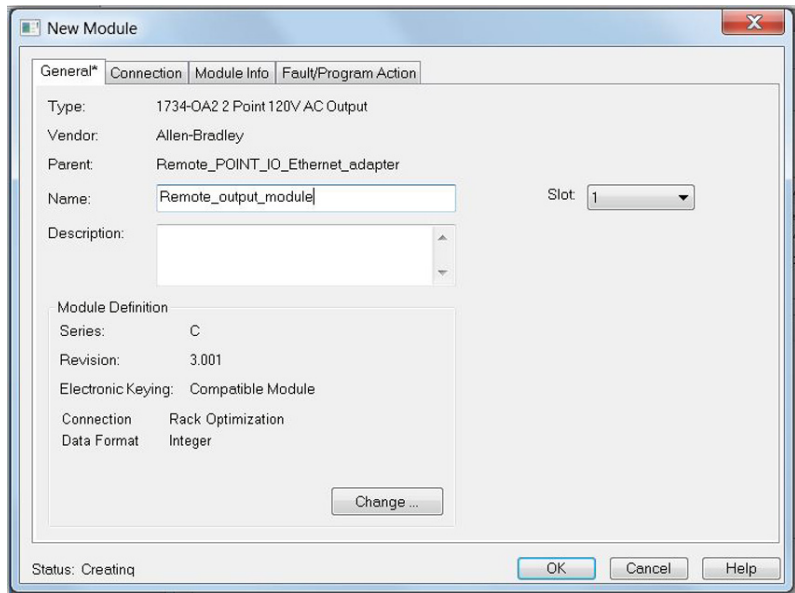 New Module
General* Connection Module Info Fault/Program Action
Type: 1734-OA2 2 Point 120V AC Output
Vendor: Allen-Bradley
Parent: Remote_POINT_IO_Ethernet_adapter
Name: Remote_output_module Slot: 1
Description:
Module Definition
Series: C
Revision: 3.001
Electronic Keying: Compatible Module
Connection Rack Optimization
Data Format Integer
Change ...
Status: Creating OK Cancel Help